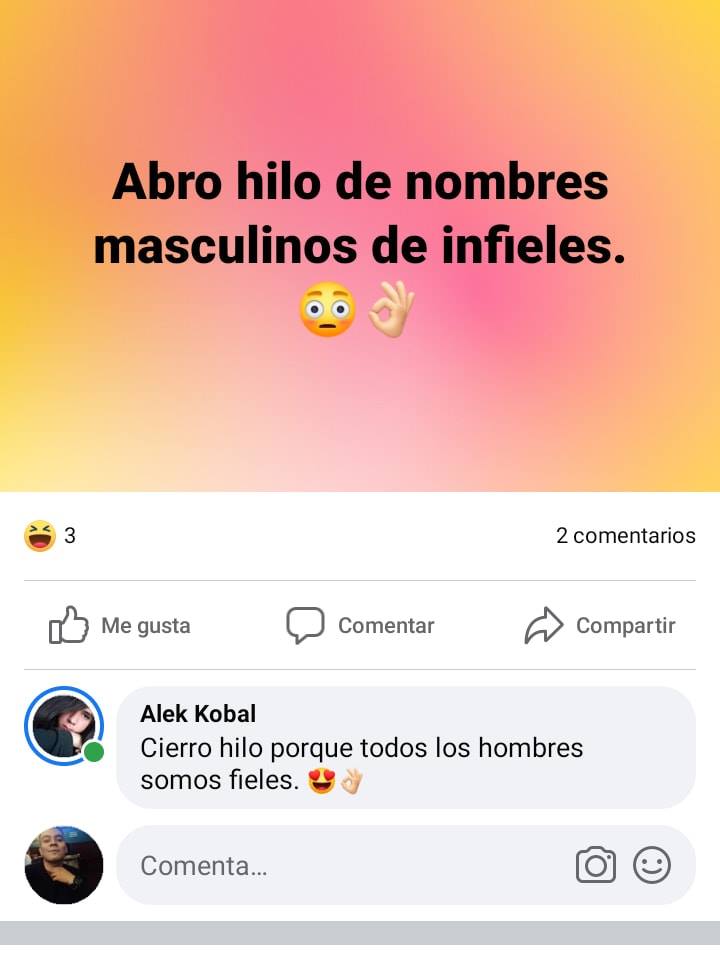 Abro hilo de nombres
masculinos de infieles.
😳👌🏼
😆 3
2 comentarios
Me gusta
Comentar
Compartir
Alek Kobal
Cierro hilo porque todos los hombres
somos fieles. 😍👌🏼
Comenta...